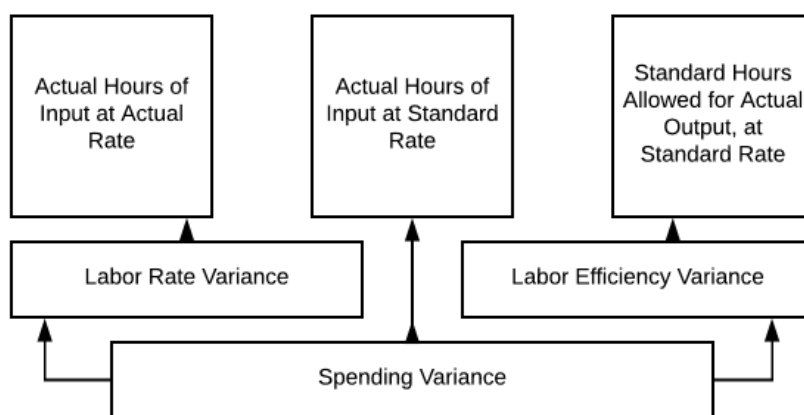 Actual Hours of
Input at Actual
Rate
Actual Hours of
Input at Standard
Rate
Standard Hours
Allowed for Actual
Output, at
Standard Rate
Labor Rate Variance
Labor Efficiency Variance
Spending Variance